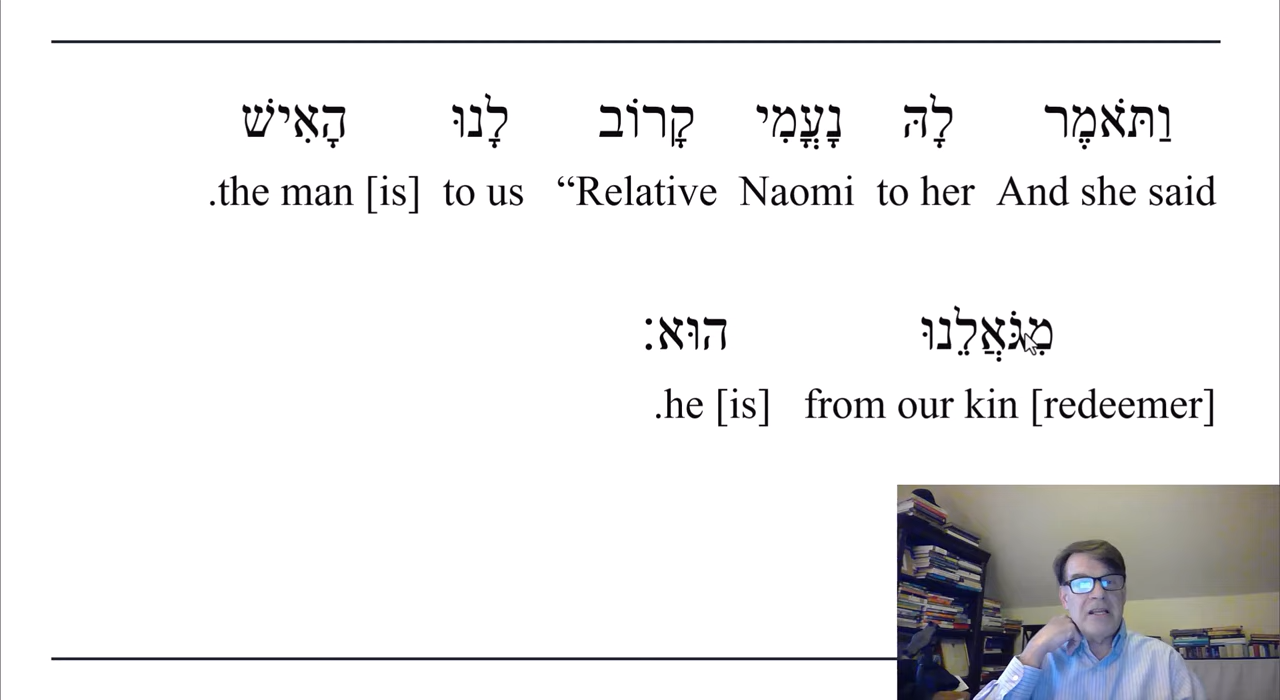 וַתֹּאמֶר לָהּ נָעֳמִי קָרוֹב לָנוּ הָאִישׁ
.the man [is] to us “Relative Naomi to her And she said
מִגֹּאֲלֵנוּ הוּא׃
.he [is] from our kin [redeemer]